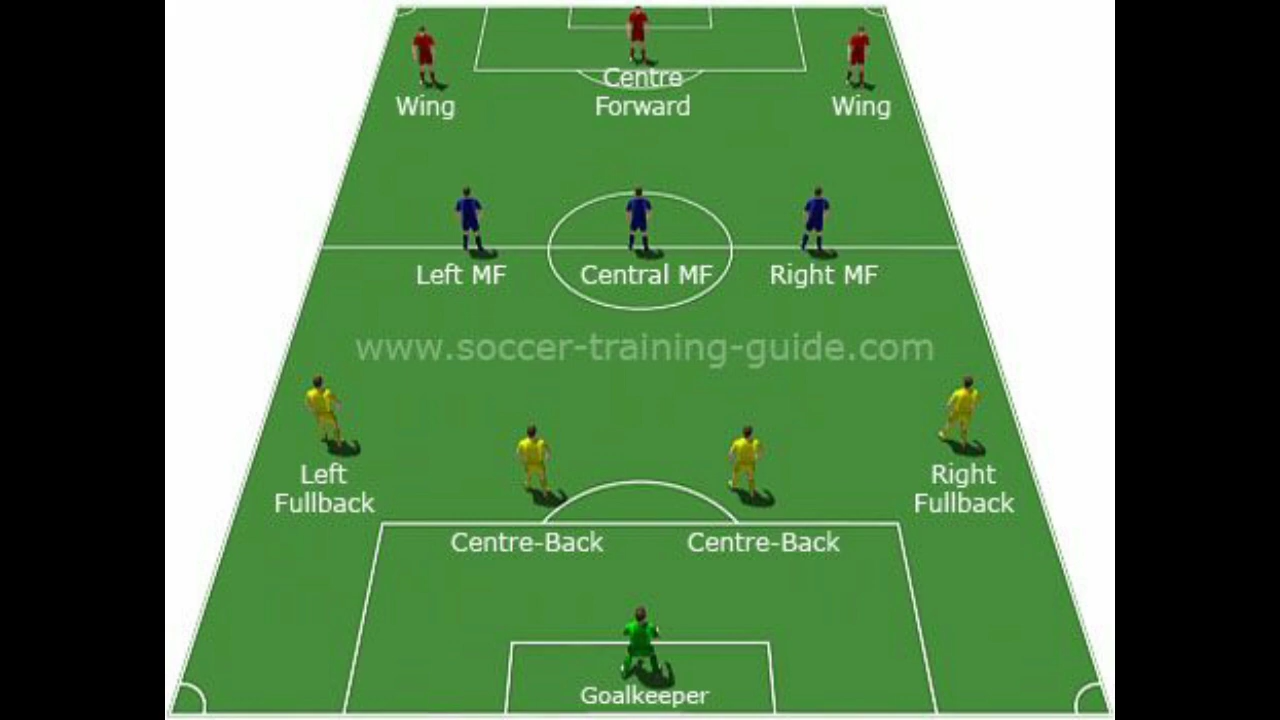 Centre
Forward
Wing
Wing
Left MF
Central MF
Right MF
www.soccer-training-guide.com
Left
Fullback
Right
Fullback
Centre-Back
Centre-Back
Goalkeeper